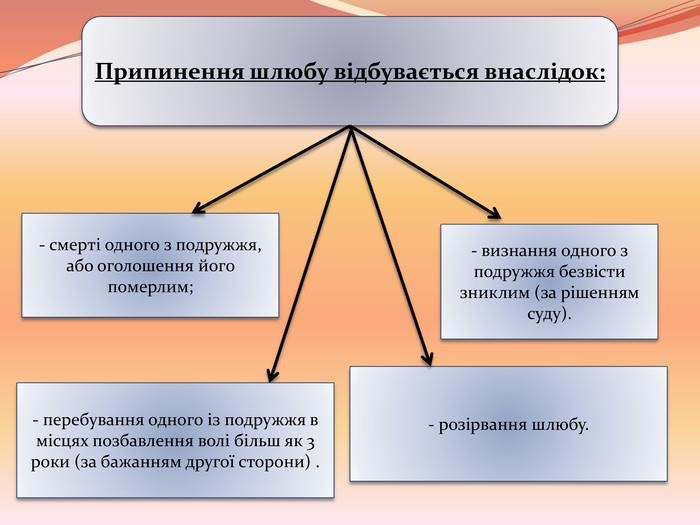 Припинення шлюбу відбувається внаслідок:
- смерті одного з подружжя,
або оголошення його
померлим;
- визнання одного з
подружжя безвісти
зниклим (за рішенням
суду).
- перебування одного із подружжя в
місцях позбавлення волі більш як 3
роки (за бажанням другої сторони) .
- розірвання шлюбу.